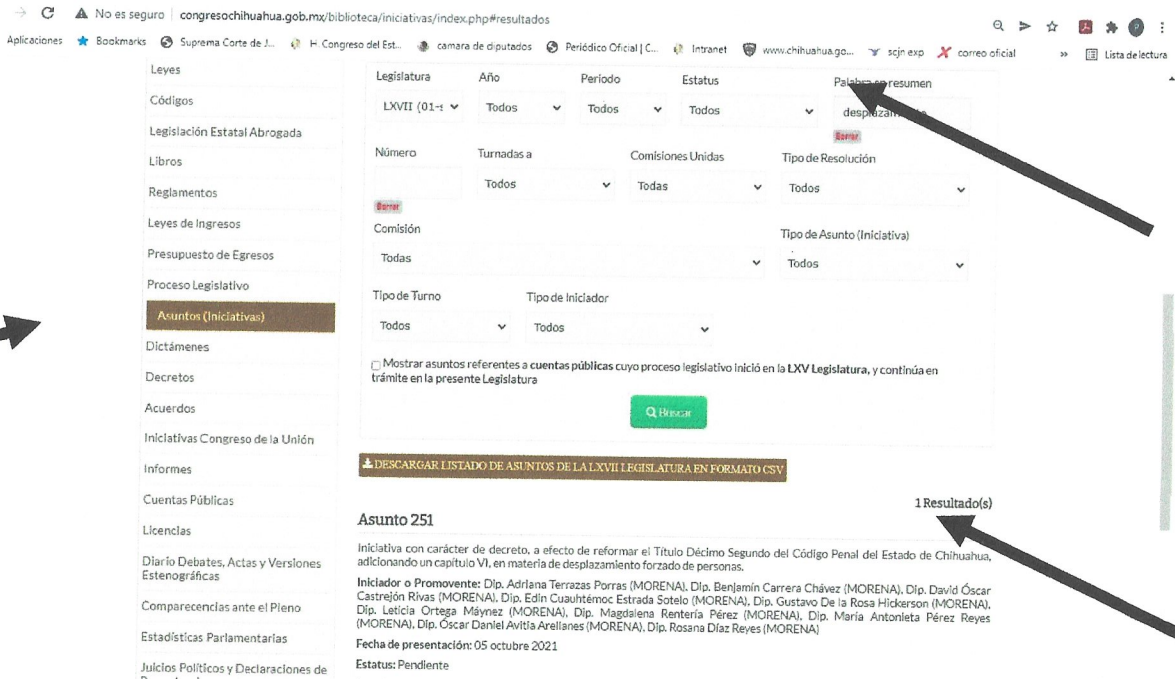 No es seguro | congresochihuahua.gob.mx/biblioteca/iniciativas/index.php#resultados
Aplicaciones Bookmarks Suprema Corte de J... H. Congreso del Est... camara de diputados Periódico Oficial | C... Intranet www.chihuahua.go... scjn exp correo oficial » Lista de lectura
Leyes
Códigos
Legislación Estatal Abrogada
Libros
Reglamentos
Leyes de Ingresos
Presupuesto de Egresos
Proceso Legislativo
Asuntos (Iniciativas)
Dictámenes
Decretos
Acuerdos
Iniciativas Congreso de la Unión
Informes
Cuentas Públicas
Licencias
Diario Debates, Actas y Versiones
Estenográficas
Comparecencias ante el Pleno
Estadísticas Parlamentarias
Juicios Políticos y Declaraciones de
Legislatura Año Periodo Estatus Palabra en resumen
LXVII (01-s Todos Todos Todos
Borrar
Número Turnadas a Comisiones Unidas Tipo de Resolución
Todos Todas Todos
Borrar
Comisión Tipo de Asunto (Iniciativa)
Todas Todos
Tipo de Turno Tipo de Iniciador
Todos Todos
Mostrar asuntos referentes a cuentas públicas cuyo proceso legislativo inició en la LXV Legislatura, y continúa en
trámite en la presente Legislatura
Buscar
DESCARGAR LISTADO DE ASUNTOS DE LA LXVII LEGISLATURA EN FORMATO CSV
1 Resultado(s)
Asunto 251
Iniciativa con carácter de decreto, a efecto de reformar el Título Décimo Segundo del Código Penal del Estado de Chihuahua,
adicionando un capítulo VI, en materia de desplazamiento forzado de personas.
Iniciador o Promovente: Dip. Adriana Terrazas Porras (MORENA), Dip. Benjamín Carrera Chávez (MORENA), Dip. David Óscar
Castrejón Rivas (MORENA), Dip. Edin Cuauhtémoc Estrada Sotelo (MORENA), Dip. Gustavo De la Rosa Hickerson (MORENA),
Dip. Leticia Ortega Máynez (MORENA), Dip. Magdalena Rentería Pérez (MORENA), Dip. María Antonieta Pérez Reyes
(MORENA), Dip. Óscar Daniel Avitia Arellanes (MORENA), Dip. Rosana Díaz Reyes (MORENA)
Fecha de presentación: 05 octubre 2021
Estatus: Pendiente